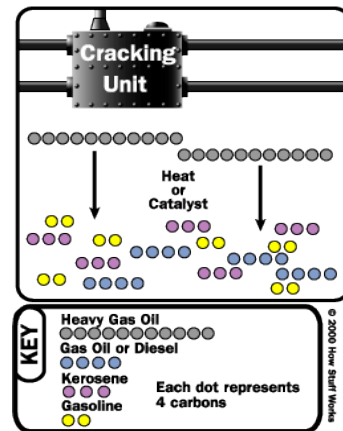 Cracking
Unit
Heat
or
Catalyst
KEY
Heavy Gas Oil
Gas Oil or Diesel
Kerosene
Gasoline
Each dot represents
4 carbons
© 2000 How Stuff Works